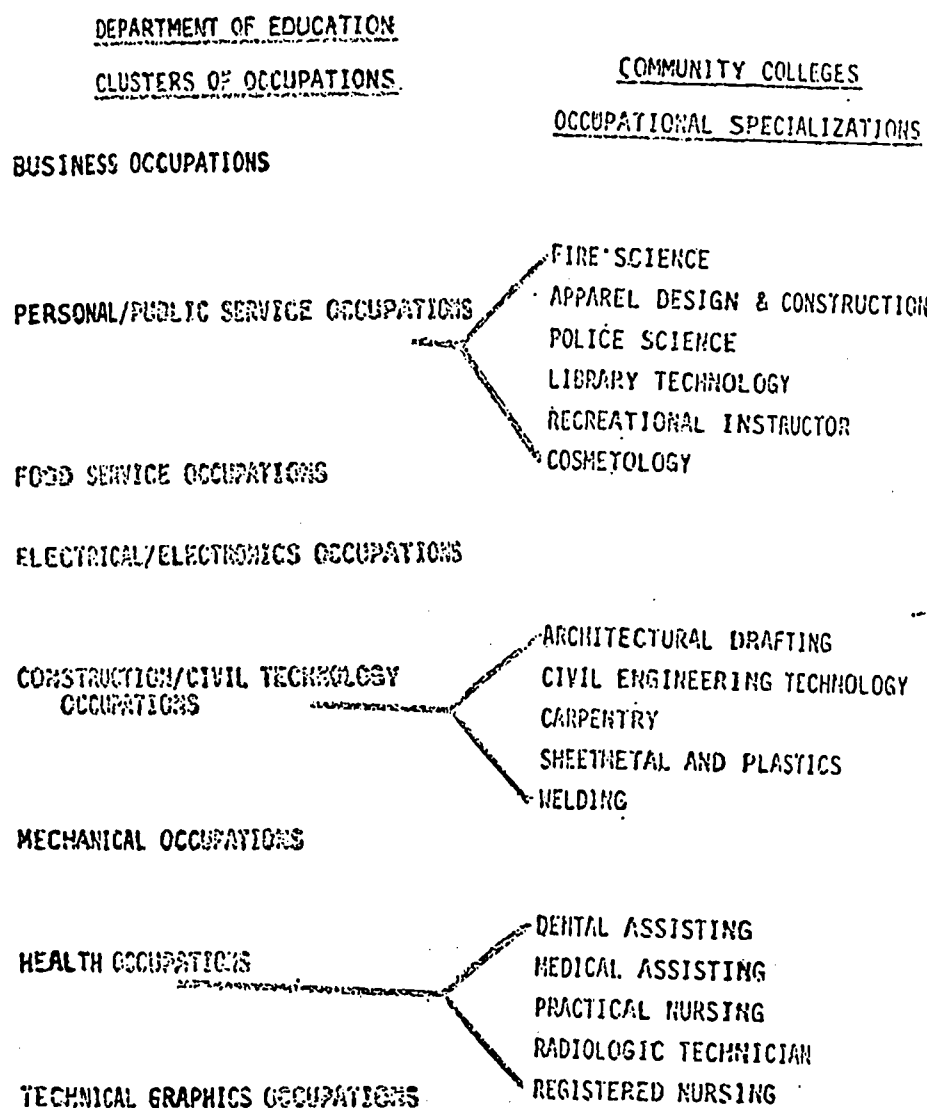 DEPARTMENT OF EDUCATION
CLUSTERS OF OCCUPATIONS
COMMUNITY COLLEGES
OCCUPATIONAL SPECIALIZATIONS
BUSINESS OCCUPATIONS
PERSONAL/PUBLIC SERVICE OCCUPATIONS
FIRE SCIENCE
APPAREL DESIGN & CONSTRUCTION
POLICE SCIENCE
LIBRARY TECHNOLOGY
RECREATIONAL INSTRUCTOR
COSMETOLOGY
FOOD SERVICE OCCUPATIONS
ELECTRICAL/ELECTRONICS OCCUPATIONS
CONSTRUCTION/CIVIL TECHNOLOGY
OCCUPATIONS
ARCHITECTURAL DRAFTING
CIVIL ENGINEERING TECHNOLOGY
CARPENTRY
SHEETMETAL AND PLASTICS
WELDING
MECHANICAL OCCUPATIONS
HEALTH OCCUPATIONS
DENTAL ASSISTING
MEDICAL ASSISTING
PRACTICAL NURSING
RADIOLOGIC TECHNICIAN
REGISTERED NURSING
TECHNICAL GRAPHICS OCCUPATIONS